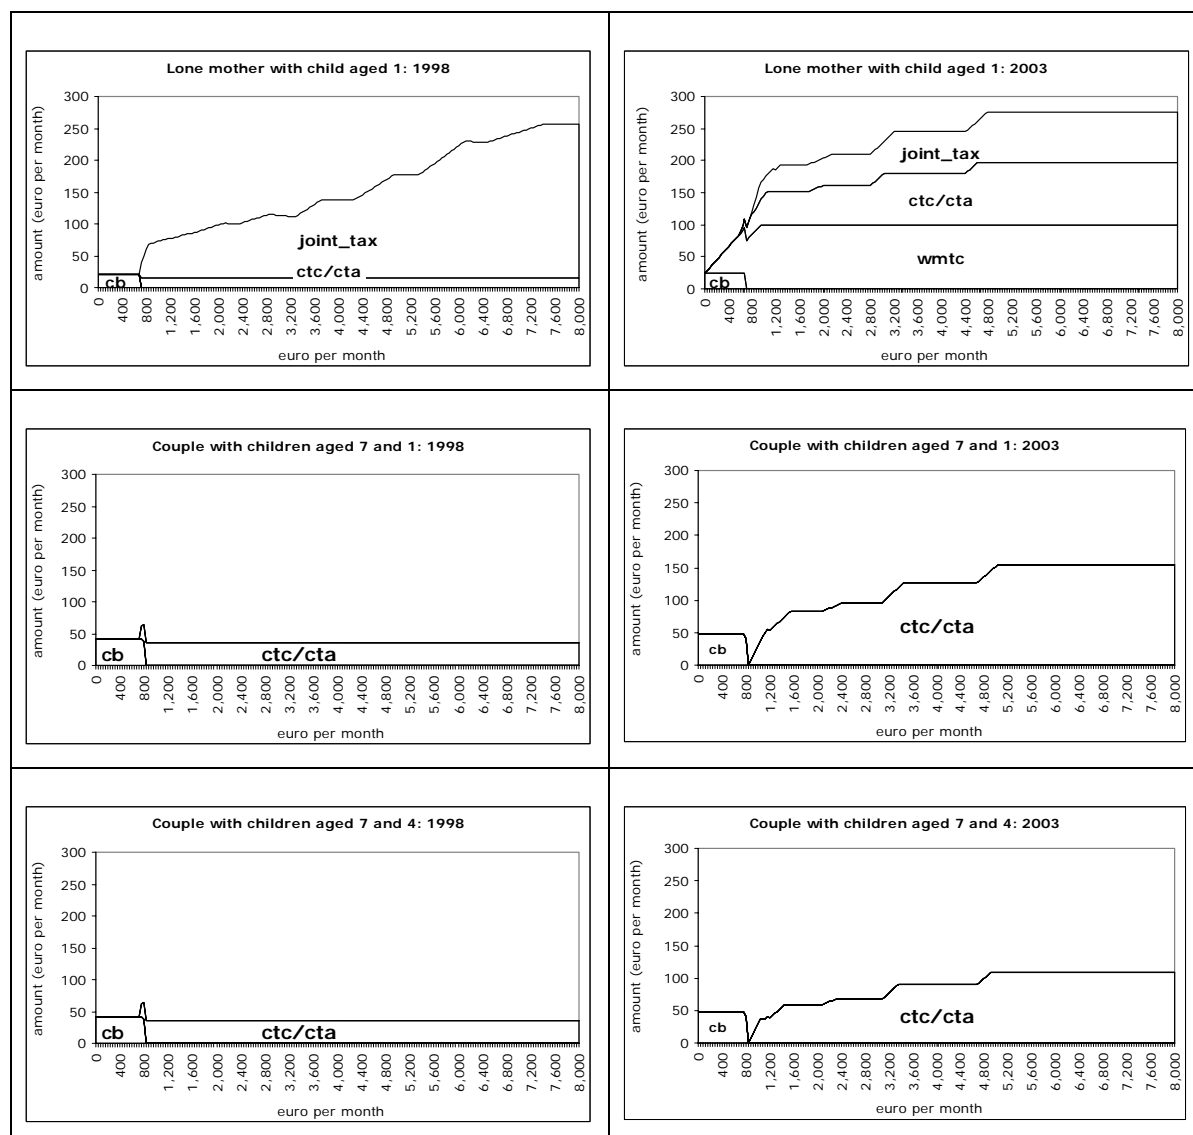 Lone mother with child aged 1: 1998
amount (euro per month)
300
250
200
150
100
50
0
joint_tax
ctc/cta
cb
0 400 800 1,200 1,600 2,000 2,400 2,800 3,200 3,600 4,000 4,400 4,800 5,200 5,600 6,000 6,400 6,800 7,200 7,600 8,000
euro per month
Lone mother with child aged 1: 2003
amount (euro per month)
300
250
200
150
100
50
0
joint_tax
ctc/cta
wmtc
cb
0 400 800 1,200 1,600 2,000 2,400 2,800 3,200 3,600 4,000 4,400 4,800 5,200 5,600 6,000 6,400 6,800 7,200 7,600 8,000
euro per month
Couple with children aged 7 and 1: 1998
amount (euro per month)
300
250
200
150
100
50
0
cb ctc/cta
0 400 800 1,200 1,600 2,000 2,400 2,800 3,200 3,600 4,000 4,400 4,800 5,200 5,600 6,000 6,400 6,800 7,200 7,600 8,000
euro per month
Couple with children aged 7 and 1: 2003
amount (euro per month)
300
250
200
150
100
50
0
ctc/cta
cb
0 400 800 1,200 1,600 2,000 2,400 2,800 3,200 3,600 4,000 4,400 4,800 5,200 5,600 6,000 6,400 6,800 7,200 7,600 8,000
euro per month
Couple with children aged 7 and 4: 1998
amount (euro per month)
300
250
200
150
100
50
0
cb ctc/cta
0 400 800 1,200 1,600 2,000 2,400 2,800 3,200 3,600 4,000 4,400 4,800 5,200 5,600 6,000 6,400 6,800 7,200 7,600 8,000
euro per month
Couple with children aged 7 and 4: 2003
amount (euro per month)
300
250
200
150
100
50
0
ctc/cta
cb
0 400 800 1,200 1,600 2,000 2,400 2,800 3,200 3,600 4,000 4,400 4,800 5,200 5,600 6,000 6,400 6,800 7,200 7,600 8,000
euro per month